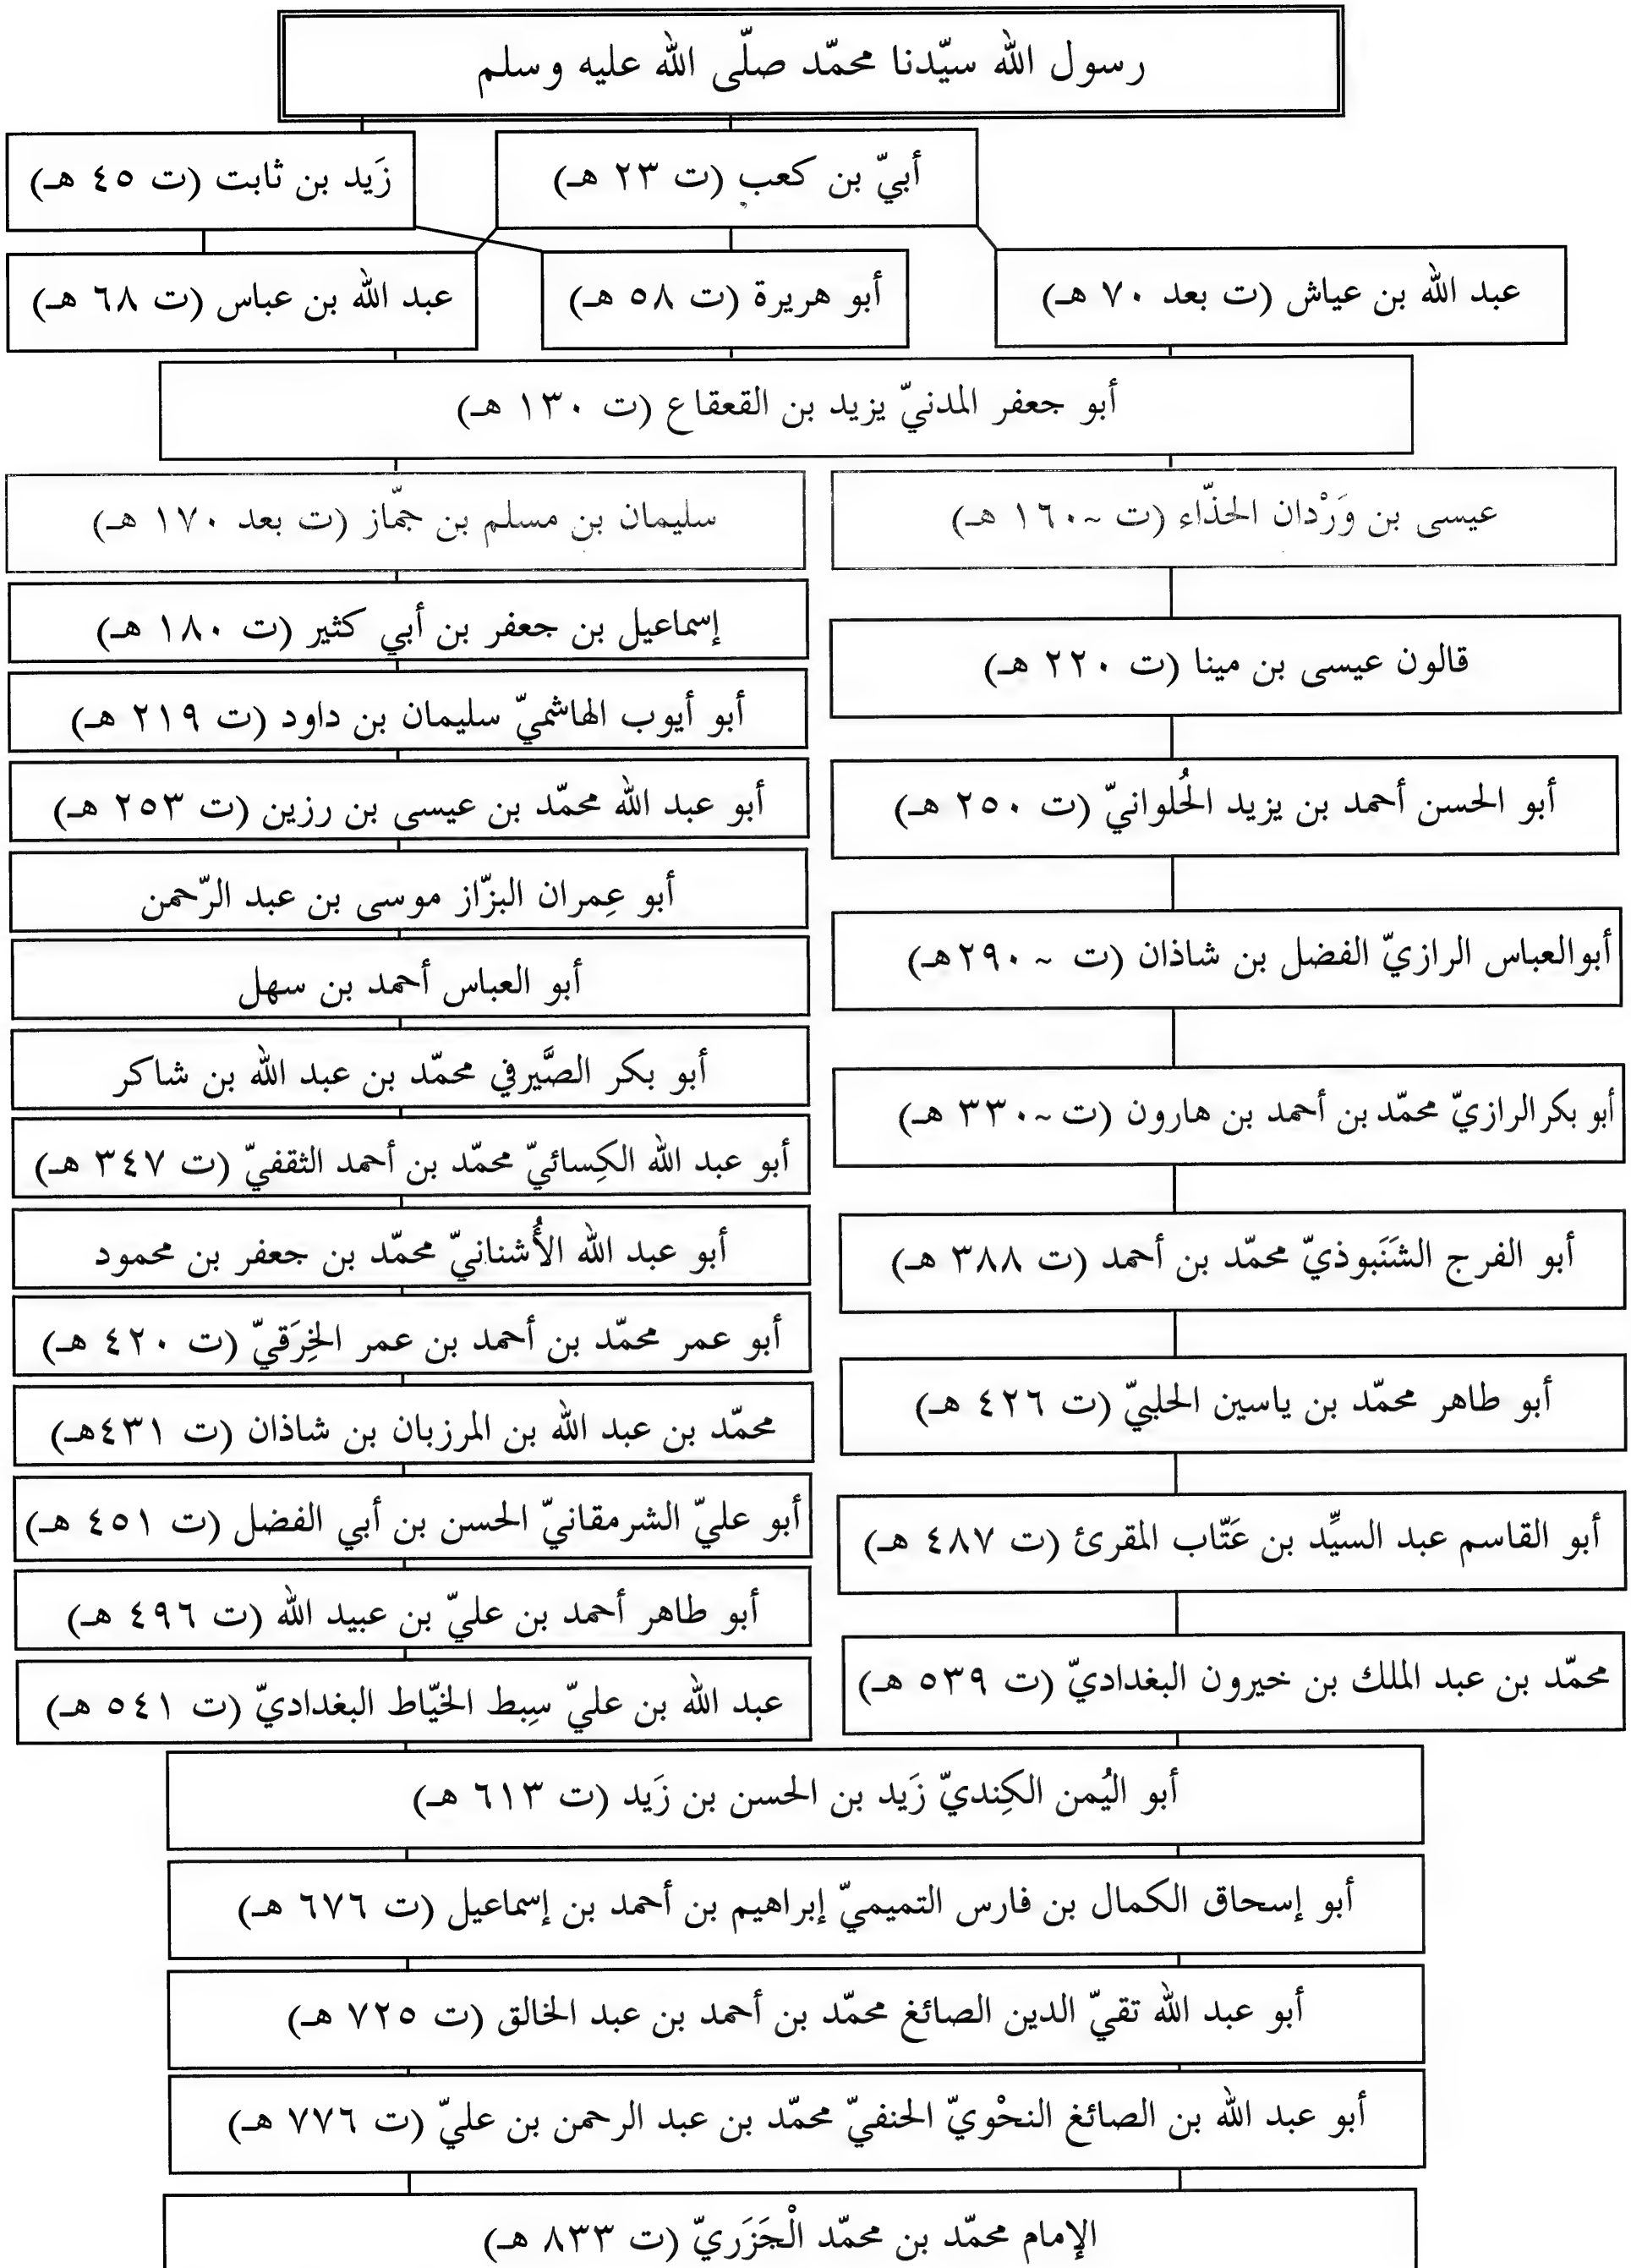 رسول الله سيّدنا محمّد صلّى الله عليه وسلم
أبيّ بن كعب (ت ٢٣ هـ)
زَيد بن ثابت (ت ٤٥ هـ)
عبد الله بن عياش (ت بعد ٧٠ هـ)
أبو هريرة (ت ٥٨ هـ)
عبد الله بن عباس (ت ٦٨ هـ)
أبو جعفر المدنيّ يزيد بن القعقاع (ت ١٣٠ هـ)
عيسى بن وَرْدان الحذّاء (ت ~١٦٠ هـ)
قالون عيسى بن مينا (ت ٢٢٠ هـ)
أبو الحسن أحمد بن يزيد الحُلوانيّ (ت ٢٥٠ هـ)
أبوالعباس الرازيّ الفضل بن شاذان (ت ~ ٢٩٠هـ)
أبو بكر الرازيّ محمّد بن أحمد بن هارون (ت ~٣٣٠ هـ)
أبو الفرج الشَنَبوذيّ محمّد بن أحمد (ت ٣٨٨ هـ)
أبو طاهر محمّد بن ياسين الحلبيّ (ت ٤٢٦ هـ)
أبو القاسم عبد السيِّد بن عَتّاب المقرئ (ت ٤٨٧ هـ)
محمّد بن عبد الملك بن خيرون البغداديّ (ت ٥٣٩ هـ)
سليمان بن مسلم بن جمّاز (ت بعد ١٧٠ هـ)
إسماعيل بن جعفر بن أبي كثير (ت ١٨٠ هـ)
أبو أيوب الهاشميّ سليمان بن داود (ت ٢١٩ هـ)
أبو عبد الله محمّد بن عيسى بن رزين (ت ٢٥٣ هـ)
أبو عِمران البزّاز موسى بن عبد الرّحمن
أبو العباس أحمد بن سهل
أبو بكر الصَّيرفي محمّد بن عبد الله بن شاكر
أبو عبد الله الكِسائيّ محمّد بن أحمد الثقفيّ (ت ٣٤٧ هـ)
أبو عبد الله الأُشنانيّ محمّد بن جعفر بن محمود
أبو عمر محمّد بن أحمد بن عمر الخِرَقيّ (ت ٤٢٠ هـ)
محمّد بن عبد الله بن المرزبان بن شاذان (ت ٤٣١هـ)
أبو عليّ الشرمقانيّ الحسن بن أبي الفضل (ت ٤٥١ هـ)
أبو طاهر أحمد بن عليّ بن عبيد الله (ت ٤٩٦ هـ)
عبد الله بن عليّ سِبط الخيّاط البغداديّ (ت ٥٤١ هـ)
أبو اليُمن الكِنديّ زَيد بن الحسن بن زَيد (ت ٦١٣ هـ)
أبو إسحاق الكمال بن فارس التميميّ إبراهيم بن أحمد بن إسماعيل (ت ٦٧٦ هـ)
أبو عبد الله تقيّ الدين الصائغ محمّد بن أحمد بن عبد الخالق (ت ٧٢٥ هـ)
أبو عبد الله بن الصائغ النحْويّ الحنفيّ محمّد بن عبد الرحمن بن عليّ (ت ٧٧٦ هـ)
الإمام محمّد بن محمّد الْجَزَريّ (ت ٨٣٣ هـ)